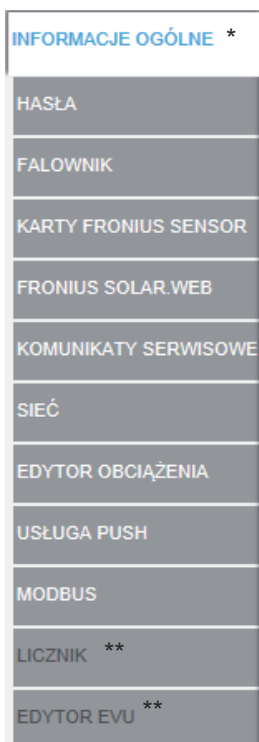 INFORMACJE OGÓLNE *
HASŁA
FALOWNIK
KARTY FRONIUS SENSOR
FRONIUS SOLAR.WEB
KOMUNIKATY SERWISOWE
SIEĆ
EDYTOR OBCIĄŻENIA
USŁUGA PUSH
MODBUS
LICZNIK **
EDYTOR EVU **